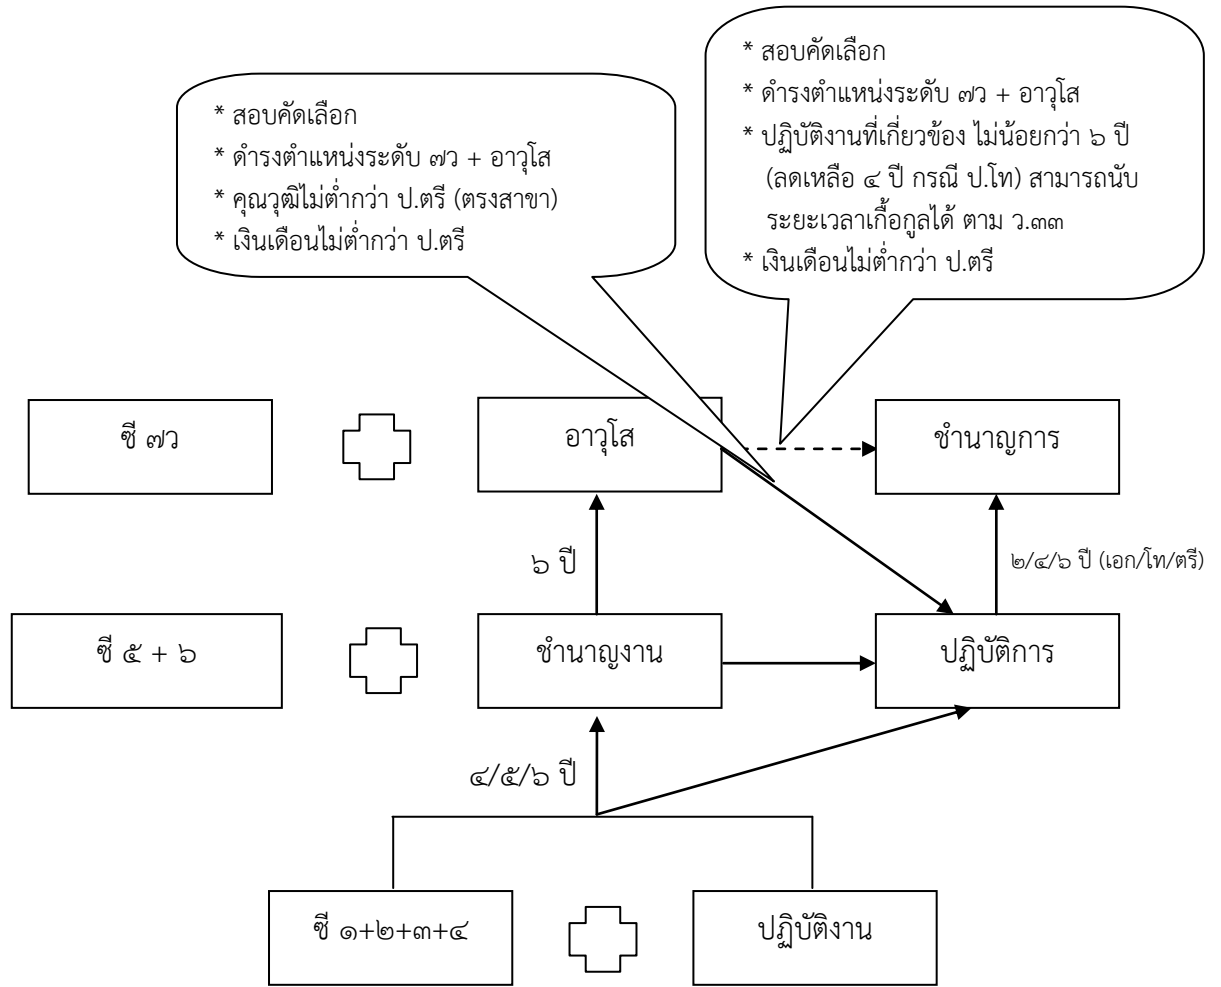 * สอบคัดเลือก
* ดำรงตำแหน่งระดับ ๗ว + อาวุโส
* ปฏิบัติงานที่เกี่ยวข้อง ไม่น้อยกว่า ๖ ปี
(ลดเหลือ ๔ ปี กรณี ป.โท) สามารถนับ
ระยะเวลาเกื้อกูลได้ ตาม ว.๓๓
* เงินเดือนไม่ต่ำกว่า ป.ตรี
* สอบคัดเลือก
* ดำรงตำแหน่งระดับ ๗ว + อาวุโส
* คุณวุฒิไม่ต่ำกว่า ป.ตรี (ตรงสาขา)
* เงินเดือนไม่ต่ำกว่า ป.ตรี
ซี ๗ว
อาวุโส
ชำนาญการ
๖ ปี
๒/๔/๖ ปี (เอก/โท/ตรี)
ซี ๕ + ๖
ชำนาญงาน
ปฏิบัติการ
๔/๕/๖ ปี
ซี ๑+๒+๓+๔
ปฏิบัติงาน